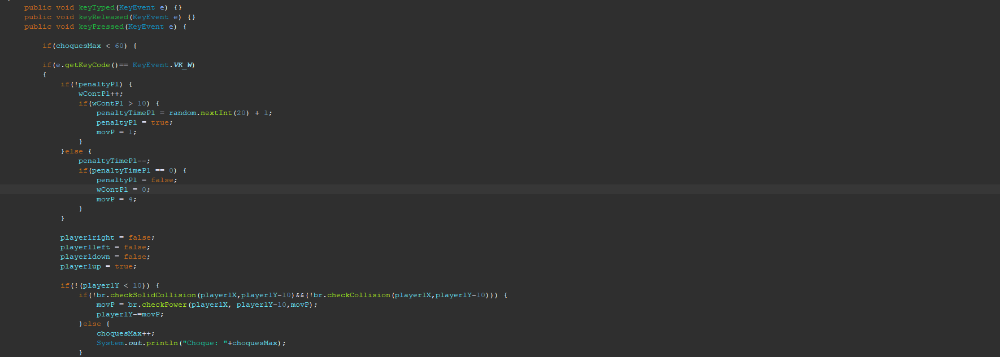 public void keyTyped(KeyEvent e) {}
public void keyReleased(KeyEvent e) {}
public void keyPressed(KeyEvent e) {
if(choquesMax < 60) {
if(e.getKeyCode()== KeyEvent.VK_W)
{
if(!penaltyP1) {
wContP1++;
if(wContP1 > 10) {
penaltyTimeP1 = random.nextInt(20) + 1;
penaltyP1 = true;
movP = 1;
}
}else {
penaltyTimeP1--;
if(penaltyTimeP1 == 0) {
penaltyP1 = false;
wContP1 = 0;
movP = 4;
}
}
player1right = false;
player1left = false;
player1down = false;
player1up = true;
if(!(player1Y < 10)) {
if(!br.checkSolidCollision(player1X,player1Y-10)&&(!br.checkCollision(player1X,player1Y-10))) {
movP = br.checkPower(player1X, player1Y-10,movP);
player1Y-=movP;
}else {
choquesMax++;
System.out.println("Choque: "+choquesMax);
}